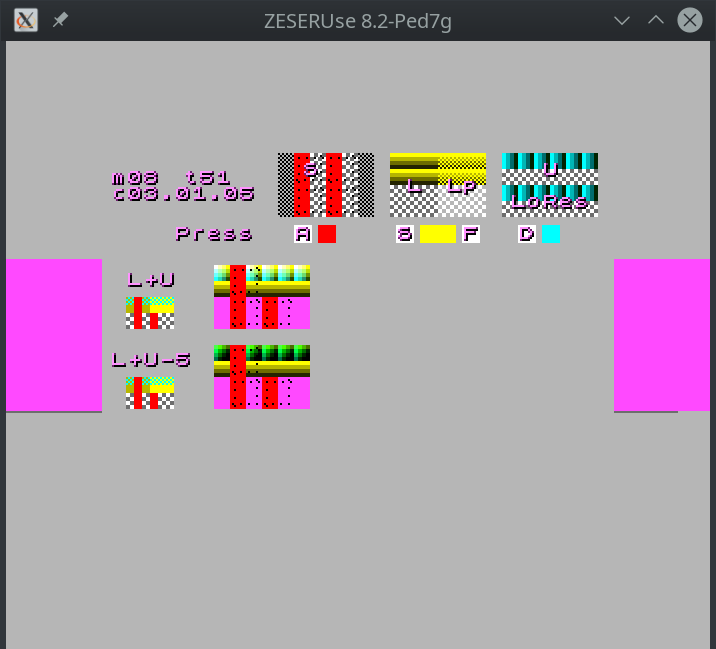 ZESERUse 8.2-Ped7g
m08 t51
c03.01.05
S
L Lp
U
LoRes
Press A S F D
L+U
L+U-S